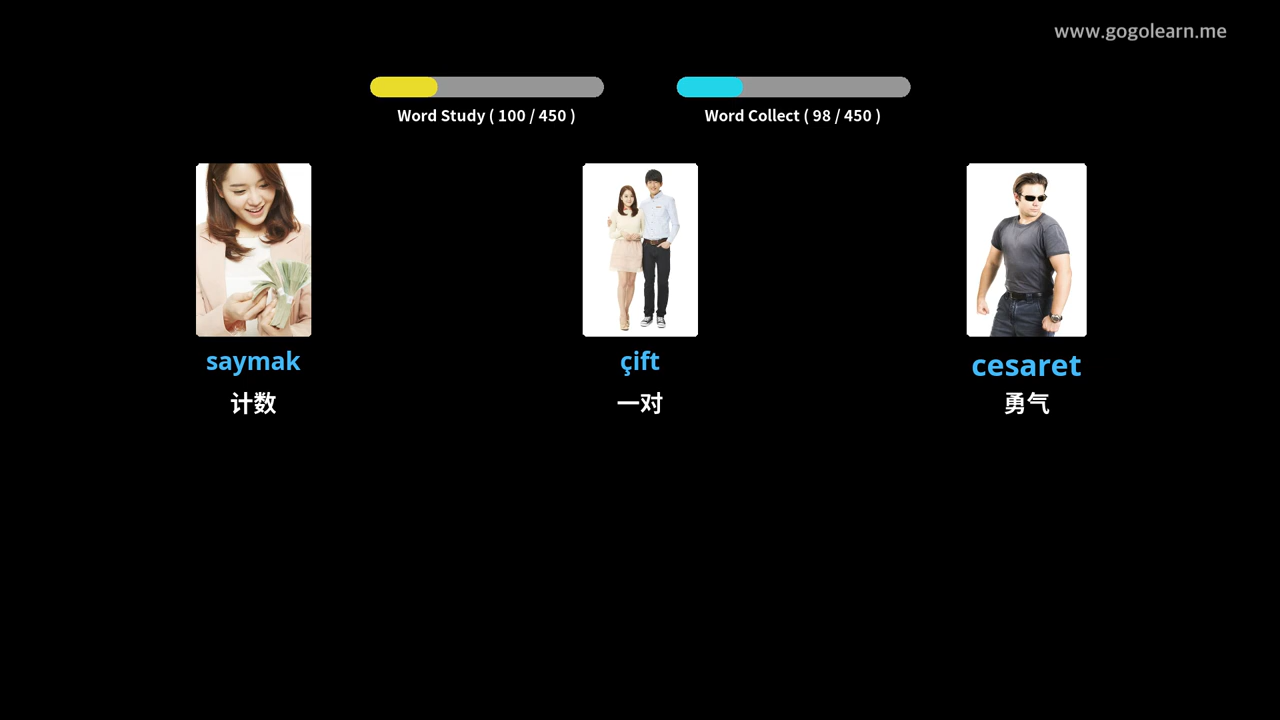 www.gogolearn.me
Word Study ( 100 / 450 )
Word Collect ( 98 / 450 )
saymak
计数
çift
一对
cesaret
勇气